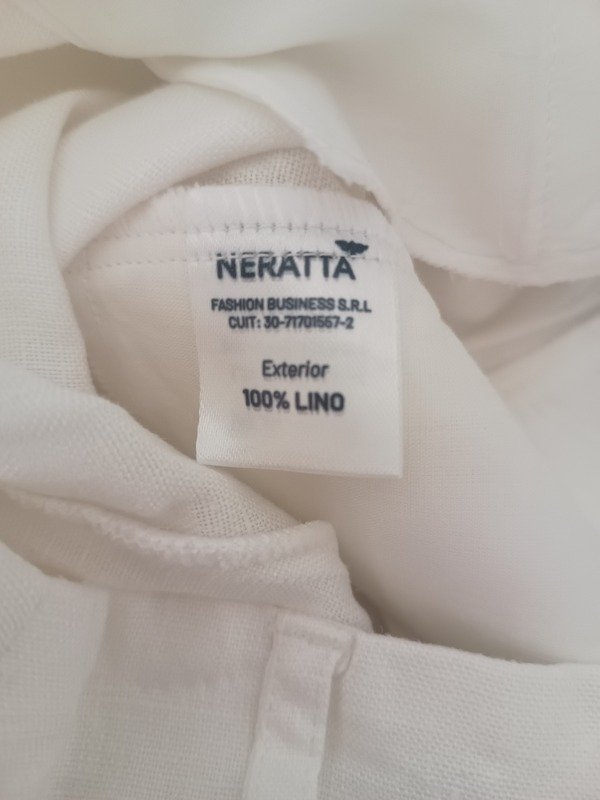 NERATTA
FASHION BUSINESS S.R.L
CUIT: 30-71701567-2
Exterior
100% LINO